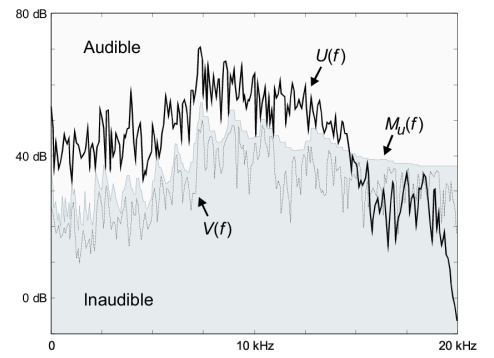 80 dB
Audible
U(f)
Mu(f)
40 dB
V(f)
0 dB
Inaudible
0
10 kHz
20 kHz